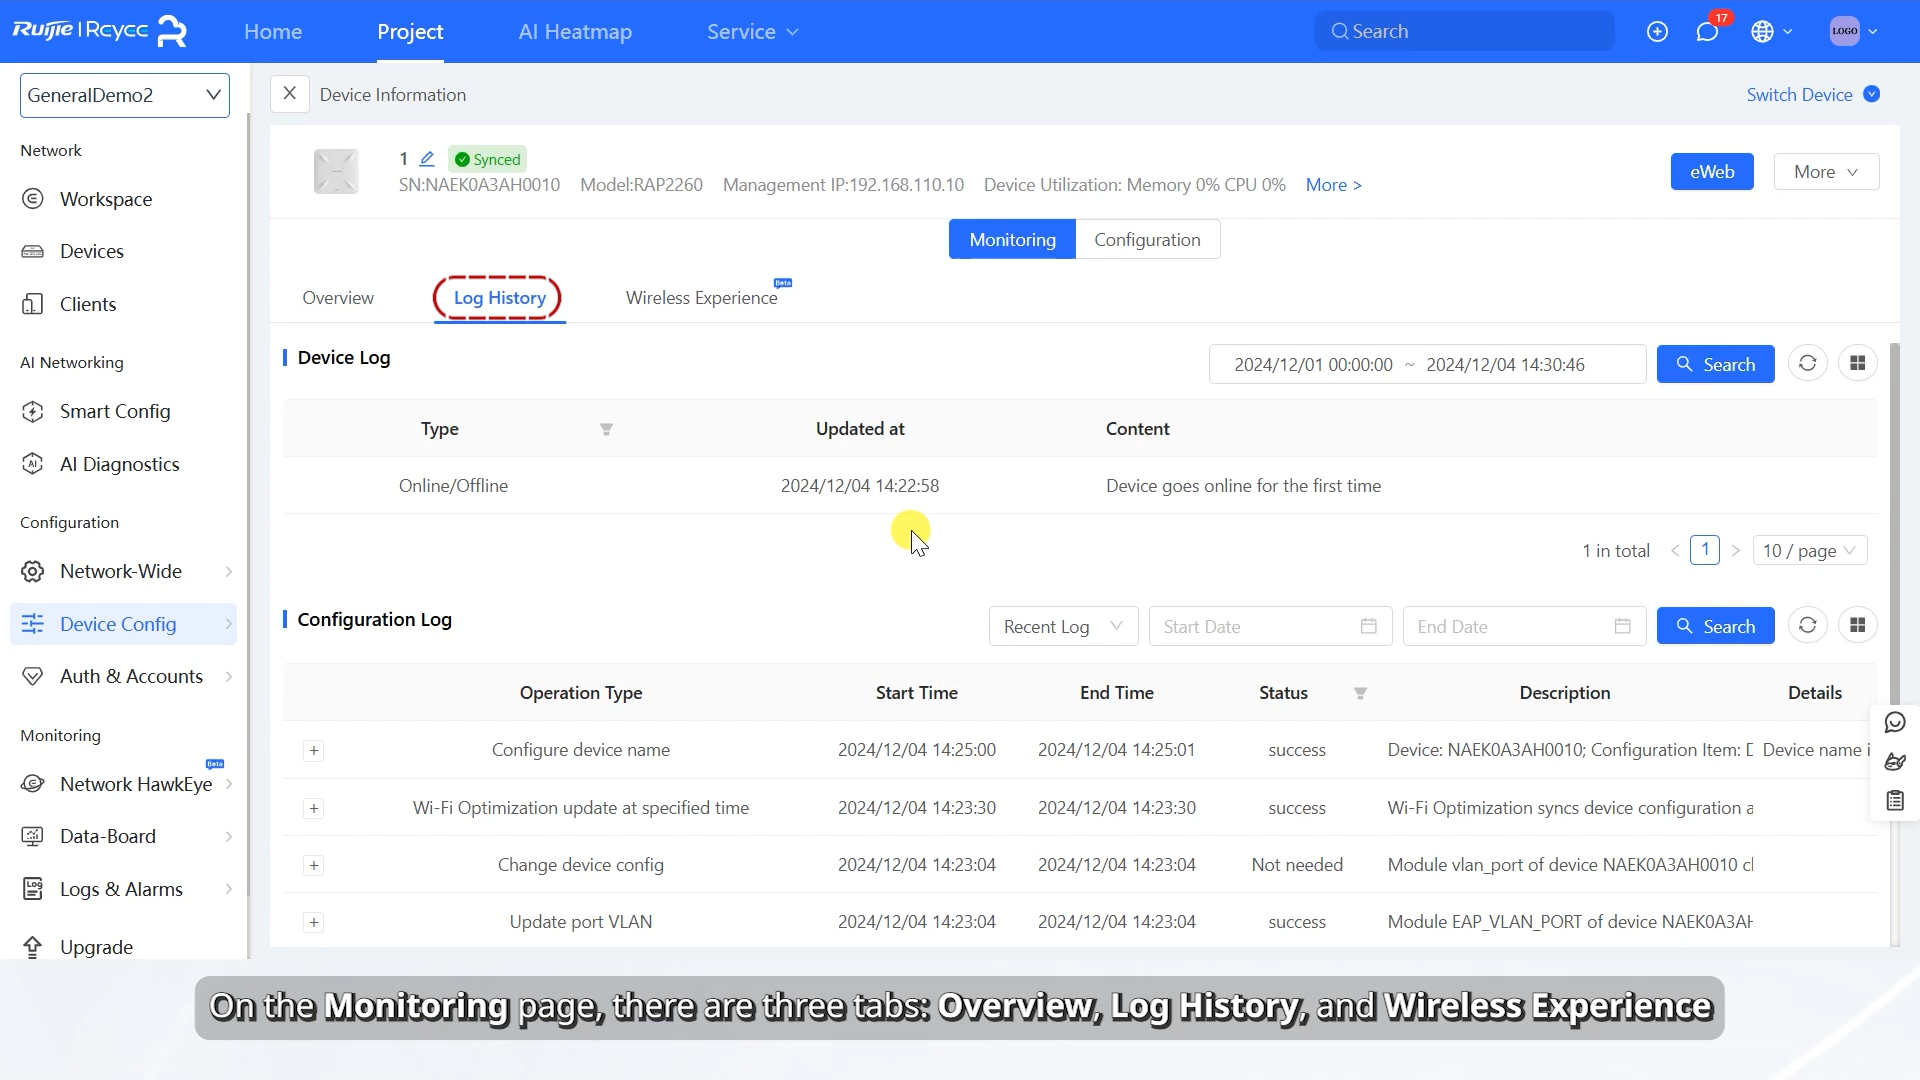 Ruijie | Reyee
Home
Project
AI Heatmap
Service
Search
17
LOGO
GeneralDemo2
Network
Workspace
Devices
Clients
AI Networking
Smart Config
AI Diagnostics
Configuration
Network-Wide
Device Config
Auth & Accounts
Monitoring
Beta
Network HawkEye
Data-Board
Logs & Alarms
Upgrade
X Device Information
Switch Device
1 Synced
SN:NAEK0A3AH0010 Model:RAP2260 Management IP:192.168.110.10 Device Utilization: Memory 0% CPU 0% More >
eWeb
More
Monitoring Configuration
Overview
Log History
Wireless Experience
Beta
Device Log
2024/12/01 00:00:00 ~ 2024/12/04 14:30:46
Search
Type Updated at Content
Online/Offline 2024/12/04 14:22:58 Device goes online for the first time
1 in total < 1 > 10 / page
Configuration Log
Recent Log
Start Date
End Date
Search
Operation Type Start Time End Time Status Description Details
+ Configure device name 2024/12/04 14:25:00 2024/12/04 14:25:01 success Device: NAEK0A3AH0010; Configuration Item: D Device name i
+ Wi-Fi Optimization update at specified time 2024/12/04 14:23:30 2024/12/04 14:23:30 success Wi-Fi Optimization syncs device configuration a
+ Change device config 2024/12/04 14:23:04 2024/12/04 14:23:04 Not needed Module vlan_port of device NAEK0A3AH0010 cl
+ Update port VLAN 2024/12/04 14:23:04 2024/12/04 14:23:04 success Module EAP_VLAN_PORT of device NAEK0A3AH
On the Monitoring page, there are three tabs: Overview, Log History, and Wireless Experience